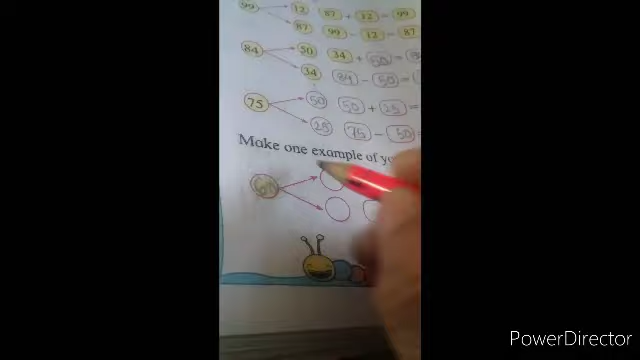 99 12 87 + 12 = 99
87 99 - 12 = 87
84 50 34 + 50 =
34 84 - 50 =
75 50 50 + 25 =
25 75 - 50 =
Make one example of
PowerDirector